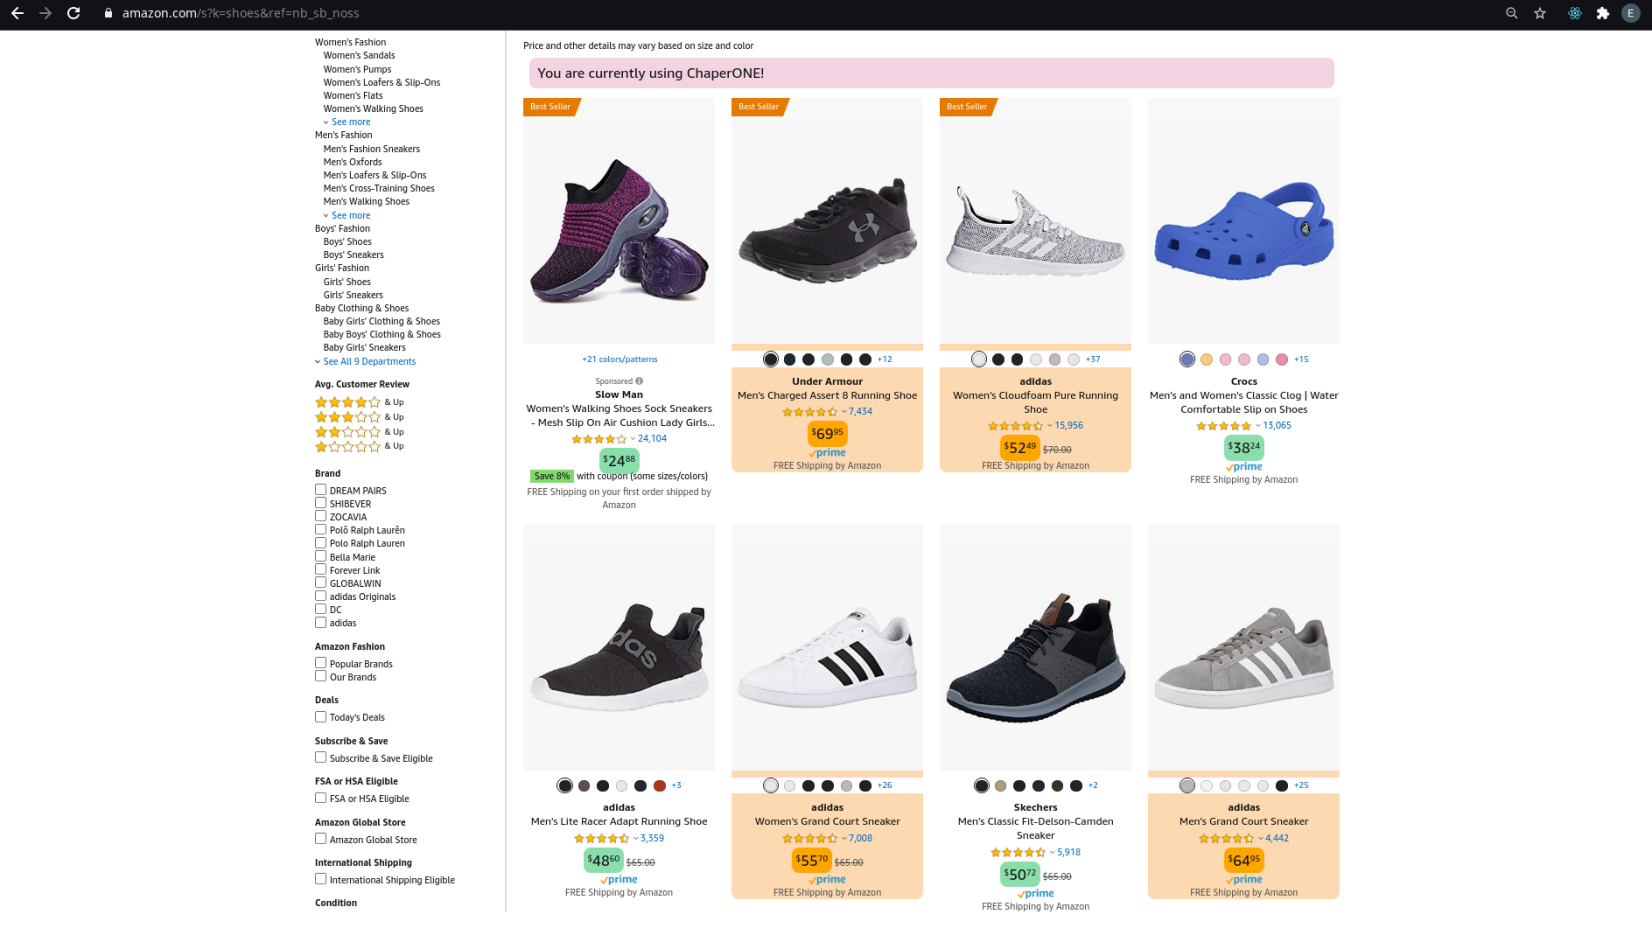 amazon.com/s?k=shoes&ref=nb_sb_noss
E
Women's Fashion
Women's Sandals
Women's Pumps
Women's Loafers & Slip-Ons
Women's Flats
Women's Walking Shoes
See more
Men's Fashion
Men's Fashion Sneakers
Men's Oxfords
Men's Loafers & Slip-Ons
Men's Cross-Training Shoes
Men's Walking Shoes
See more
Boys' Fashion
Boys' Shoes
Boys' Sneakers
Girls' Fashion
Girls' Shoes
Girls' Sneakers
Baby Clothing & Shoes
Baby Girls' Clothing & Shoes
Baby Boys' Clothing & Shoes
Baby Girls' Sneakers
See All 9 Departments
Avg. Customer Review
& Up
& Up
& Up
& Up
Brand
DREAM PAIRS
SHIBEVER
ZOCAVIA
Polô Ralph Laurên
Polo Ralph Lauren
Bella Marie
Forever Link
GLOBALWIN
adidas Originals
DC
adidas
Amazon Fashion
Popular Brands
Our Brands
Deals
Today's Deals
Subscribe & Save
Subscribe & Save Eligible
FSA or HSA Eligible
FSA or HSA Eligible
Amazon Global Store
Amazon Global Store
International Shipping
International Shipping Eligible
Condition
Price and other details may vary based on size and color
You are currently using ChaperONE!
Best Seller
+21 colors/patterns
Sponsored
Slow Man
Women's Walking Shoes Sock Sneakers
- Mesh Slip On Air Cushion Lady Girls...
24,104
$24 88
Save 8% with coupon (some sizes/colors)
FREE Shipping on your first order shipped by
Amazon
Best Seller
+12
Under Armour
Men's Charged Assert 8 Running Shoe
7,434
$69 95
prime
FREE Shipping by Amazon
Best Seller
+37
adidas
Women's Cloudfoam Pure Running
Shoe
15,956
$52 49 $70.00
FREE Shipping by Amazon
+15
Crocs
Men's and Women's Classic Clog | Water
Comfortable Slip on Shoes
13,065
$38 24
prime
FREE Shipping by Amazon
das
+3
adidas
Men's Lite Racer Adapt Running Shoe
3,359
$48 60 $65.00
prime
FREE Shipping by Amazon
+26
adidas
Women's Grand Court Sneaker
7,008
$55 70 $65.00
prime
FREE Shipping by Amazon
+2
Skechers
Men's Classic Fit-Delson-Camden
Sneaker
5,918
$50 72 $65.00
prime
FREE Shipping by Amazon
+25
adidas
Men's Grand Court Sneaker
4,442
$64 95
prime
FREE Shipping by Amazon